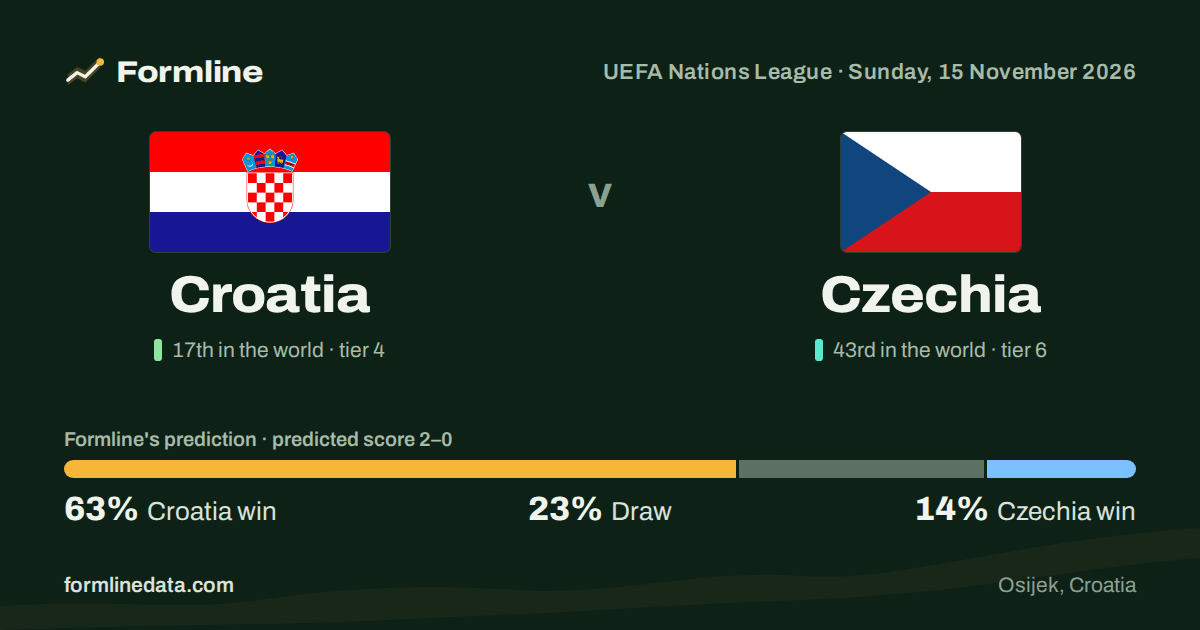 Formline
UEFA Nations League · Sunday, 15 November 2026
v
Croatia
Czechia
17th in the world · tier 4
43rd in the world · tier 6
Formline's prediction · predicted score 2–0
63% Croatia win
23% Draw
14% Czechia win
formlinedata.com
Osijek, Croatia